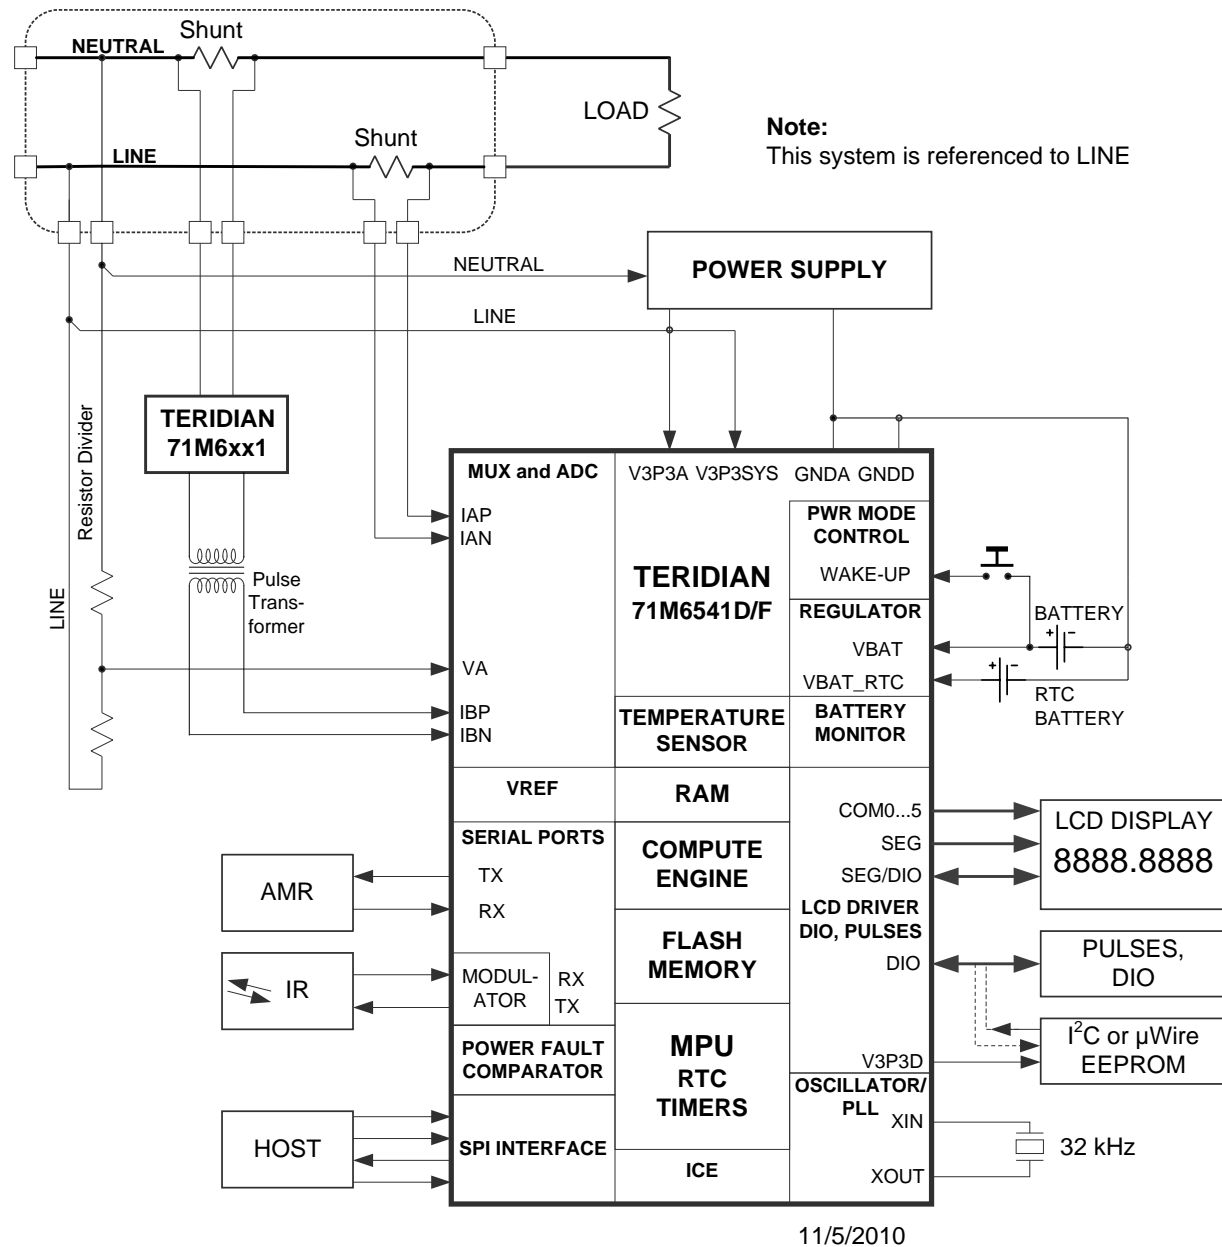 Shunt
NEUTRAL
LOAD
Note:
This system is referenced to LINE
Shunt
LINE
NEUTRAL
POWER SUPPLY
LINE
TERIDIAN
71M6xx1
Resistor Divider
LINE
Pulse
Trans-
former
MUX and ADC
V3P3A V3P3SYS GNDA GNDD
IAP
IAN
PWR MODE
CONTROL
WAKE-UP
TERIDIAN
71M6541D/F
REGULATOR
BATTERY
+ −
VBAT
VBAT_RTC
+ −
RTC
BATTERY
VA
IBP
IBN
TEMPERATURE
SENSOR
BATTERY
MONITOR
VREF
RAM
COM0...5
SEG
SEG/DIO
LCD DISPLAY
8888.8888
SERIAL PORTS
TX
RX
AMR
COMPUTE
ENGINE
LCD DRIVER
DIO, PULSES
DIO
PULSES,
DIO
FLASH
MEMORY
IR
MODUL-
ATOR
RX
TX
I2C or µWire
EEPROM
V3P3D
POWER FAULT
COMPARATOR
MPU
RTC
TIMERS
OSCILLATOR/
PLL
XIN
XOUT
32 kHz
HOST
SPI INTERFACE
ICE
11/5/2010